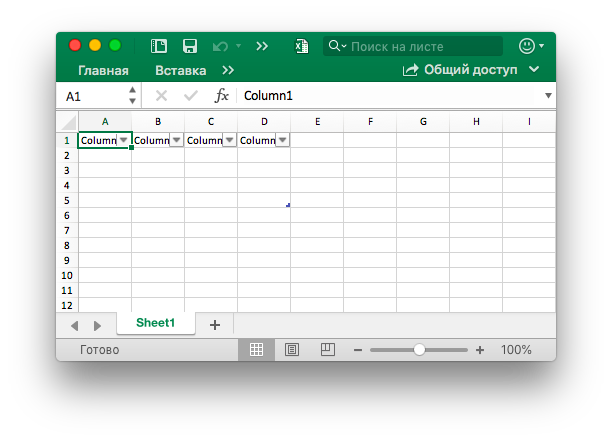 Поиск на листе
Главная Вставка Общий доступ
A1 fx Column1
A B C D E F G H I
1 Column Column Column Column
2
3
4
5
6
7
8
9
10
11
12
Sheet1 +
Готово 100%